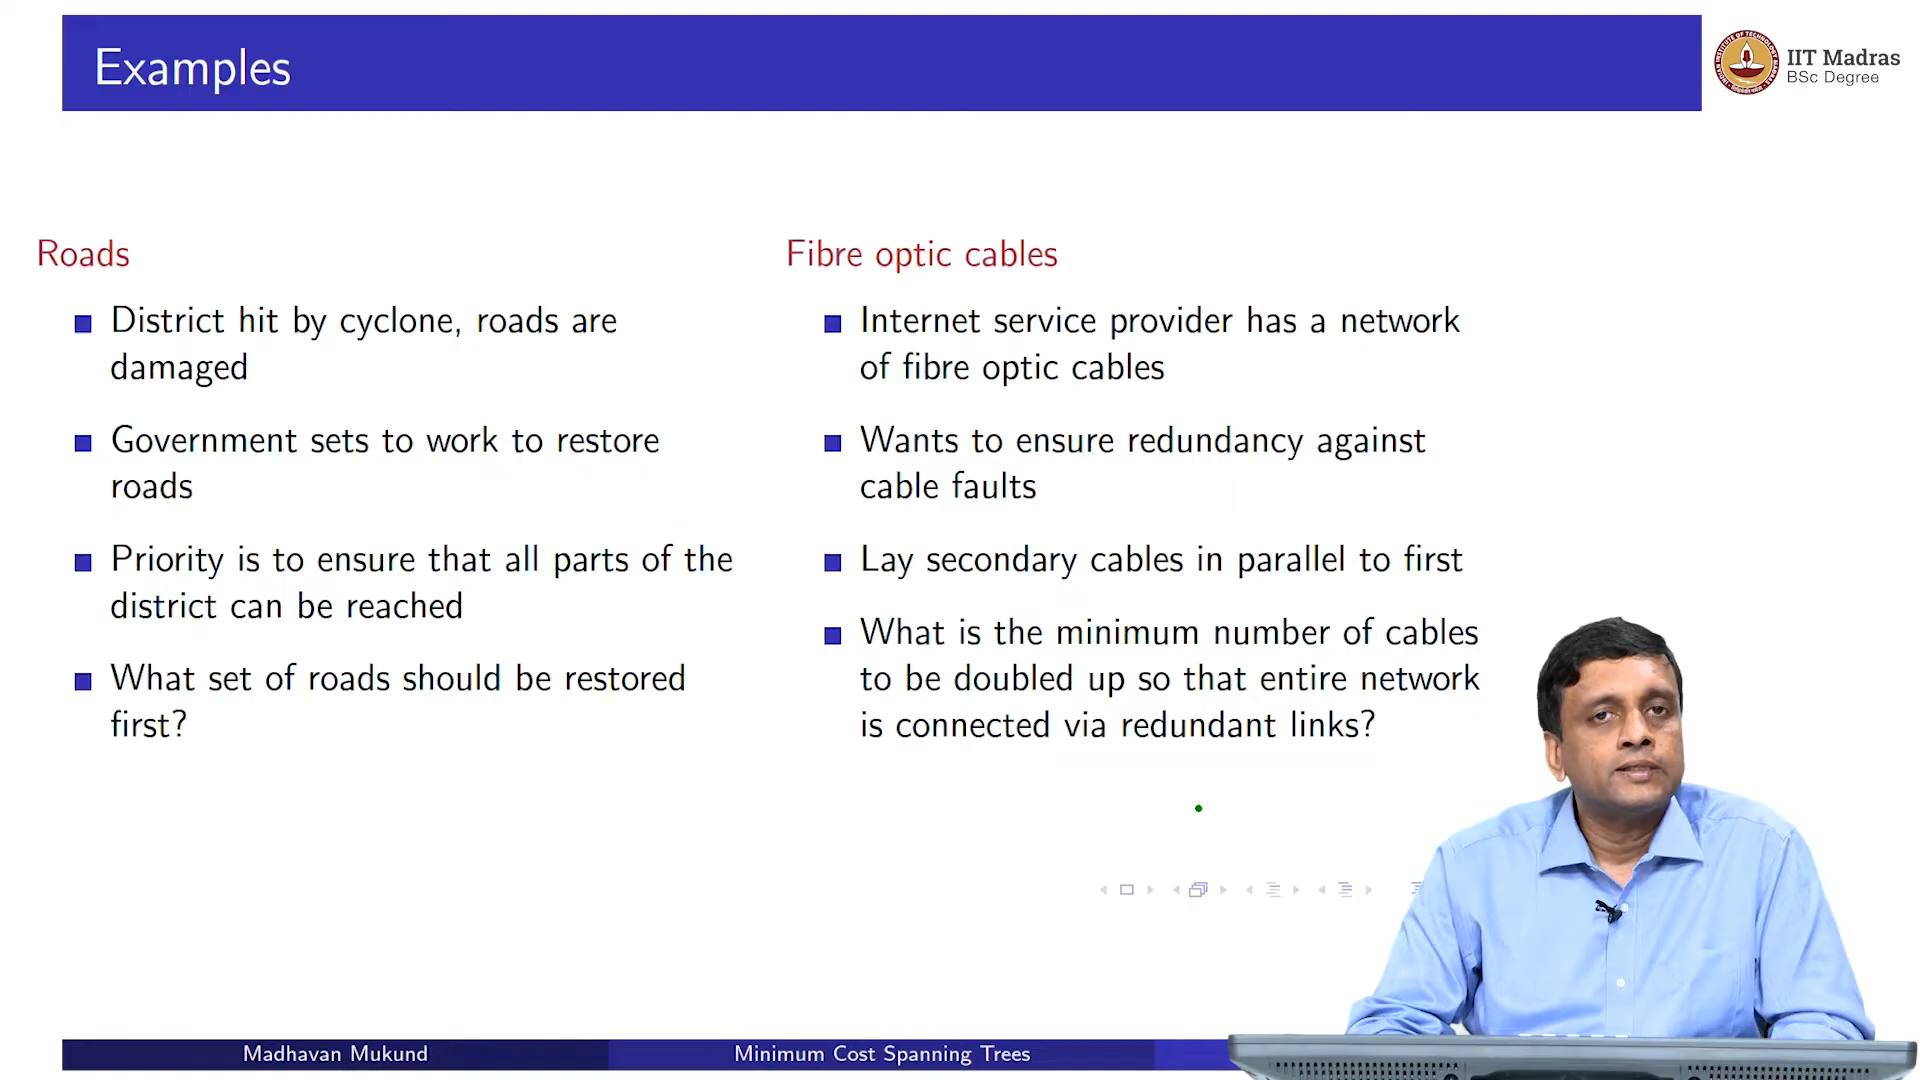 Examples
IIT Madras
BSc Degree
Roads
District hit by cyclone, roads are
damaged
Government sets to work to restore
roads
Priority is to ensure that all parts of the
district can be reached
What set of roads should be restored
first?
Fibre optic cables
Internet service provider has a network
of fibre optic cables
Wants to ensure redundancy against
cable faults
Lay secondary cables in parallel to first
What is the minimum number of cables
to be doubled up so that entire network
is connected via redundant links?
Madhavan Mukund
Minimum Cost Spanning Trees